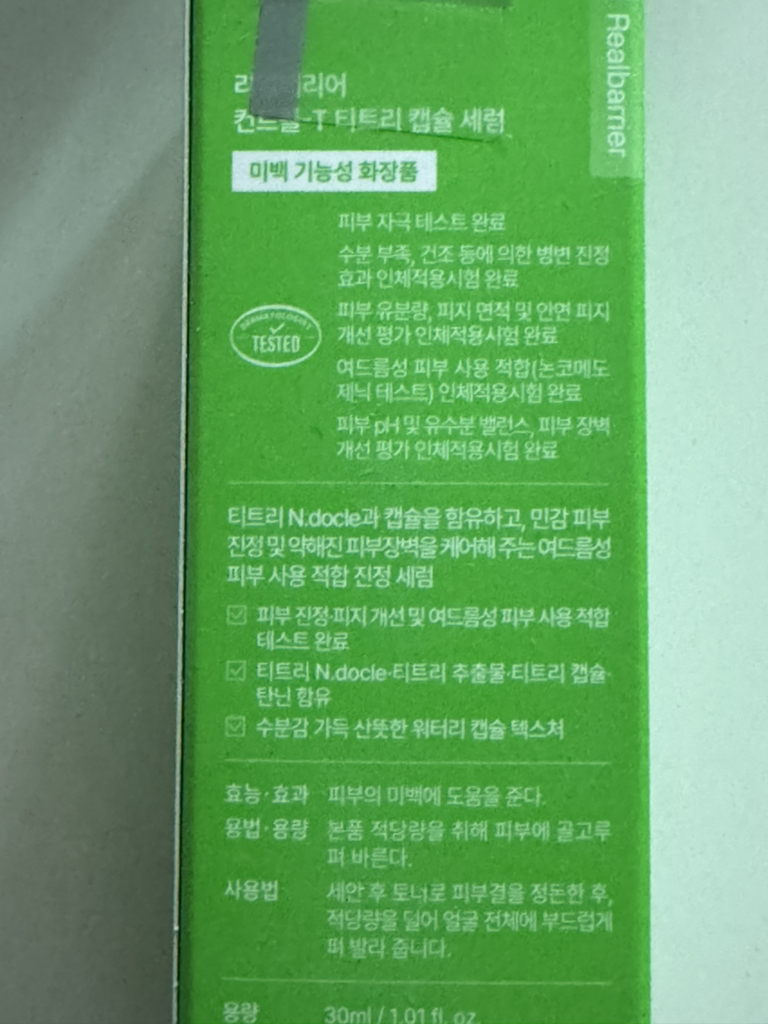 Realbarrier
리얼베리어
컨트롤-T 티트리 캡슐 세럼
미백 기능성 화장품
피부 자극 테스트 완료
수분 부족, 건조 등에 의한 병변 진정
효과 인체적용시험 완료
DERMATOLOGIST
TESTED
피부 유분량, 피지 면적 및 안면 피지
개선 평가 인체적용시험 완료
여드름성 피부 사용 적합(논코메도
제닉 테스트) 인체적용시험 완료
피부 pH 및 유수분 밸런스, 피부 장벽
개선 평가 인체적용시험 완료
티트리 N.docle과 캡슐을 함유하고, 민감 피부
진정 및 약해진 피부장벽을 케어해 주는 여드름성
피부 사용 적합 진정 세럼
피부 진정·피지 개선 및 여드름성 피부 사용 적합
테스트 완료
티트리 N.docle·티트리 추출물·티트리 캡슐·
탄닌 함유
수분감 가득 산뜻한 워터리 캡슐 텍스처
효능·효과 피부의 미백에 도움을 준다.
용법·용량 본품 적당량을 취해 피부에 골고루
펴 바른다.
사용법 세안 후 토너로 피부결을 정돈한 후,
적당량을 덜어 얼굴 전체에 부드럽게
펴 발라 줍니다.
용량 30ml / 1.01 fl. oz.